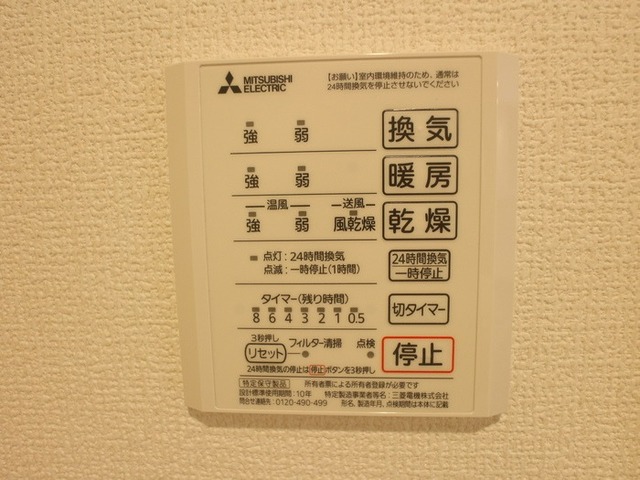 MITSUBISHI
ELECTRIC
【お願い】室内環境維持のため、通常は
24時間換気を停止させないでください
強 弱 換気
強 弱 暖房
温風 送風
強 弱 風乾燥 乾燥
点灯：24時間換気
点滅：一時停止(1時間)
24時間換気
一時停止
タイマー(残り時間)
8 6 4 3 2 1 0.5
切タイマー
3秒押し
リセット フィルター清掃 点検
停止
24時間換気の停止は停止ボタンを3秒押し
特定保守製品 所有者票による所有者登録が必要です
設計標準使用期間：10年 特定製造事業者等名：三菱電機株式会社
問合せ連絡先：0120-490-499 形名、製造年月、点検期間は本体に記載